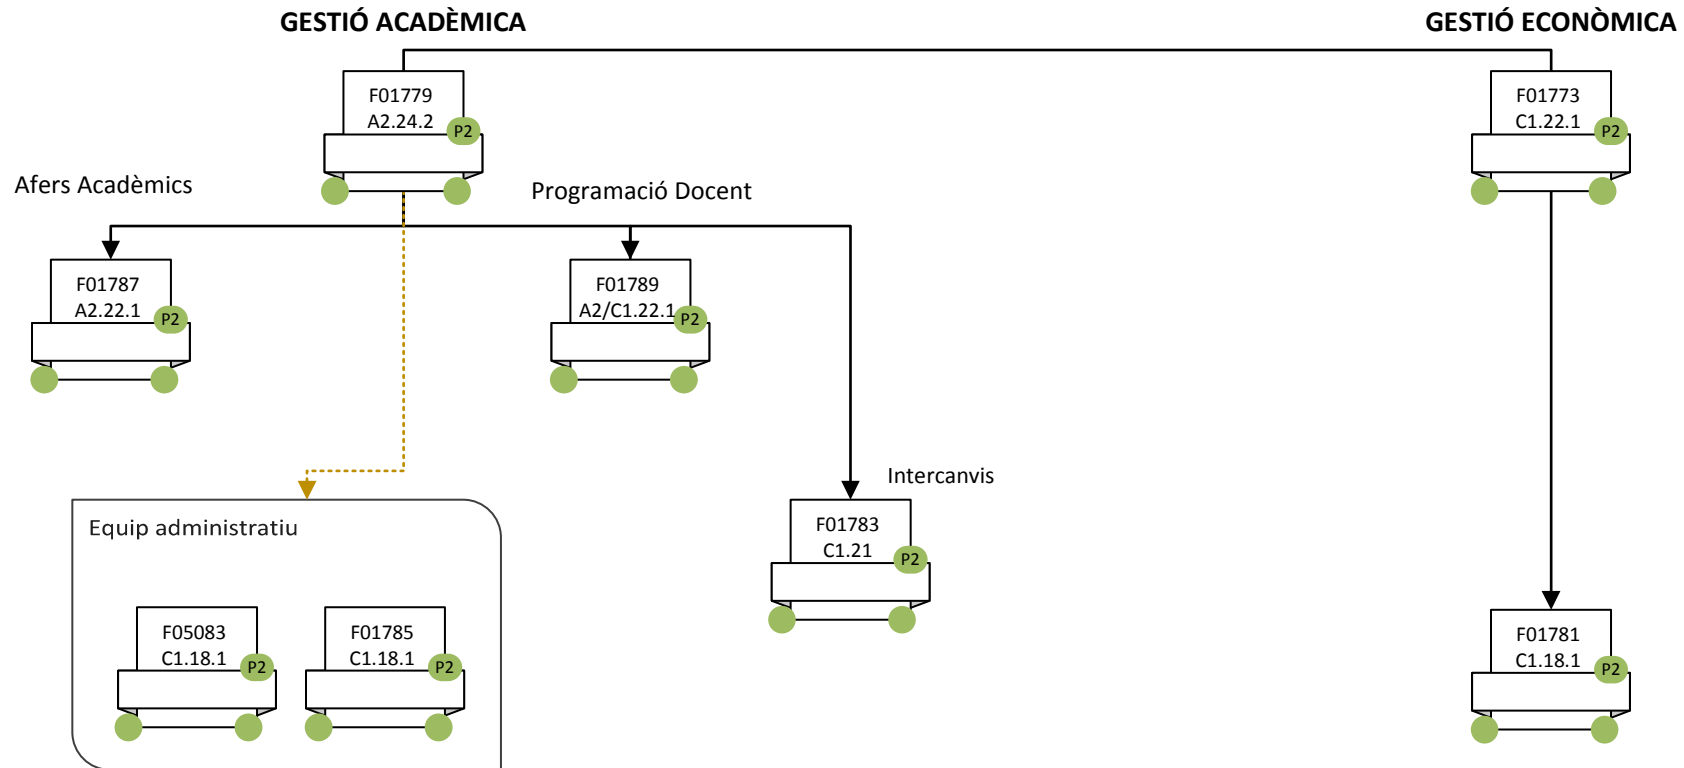 GESTIÓ ACADÈMICA
GESTIÓ ECONÒMICA
F01779
A2.24.2
P2
F01773
C1.22.1
P2
Afers Acadèmics
Programació Docent
F01787
A2.22.1
P2
F01789
A2/C1.22.1
P2
Intercanvis
F01783
C1.21
P2
Equip administratiu
F05083
C1.18.1
P2
F01785
C1.18.1
P2
F01781
C1.18.1
P2